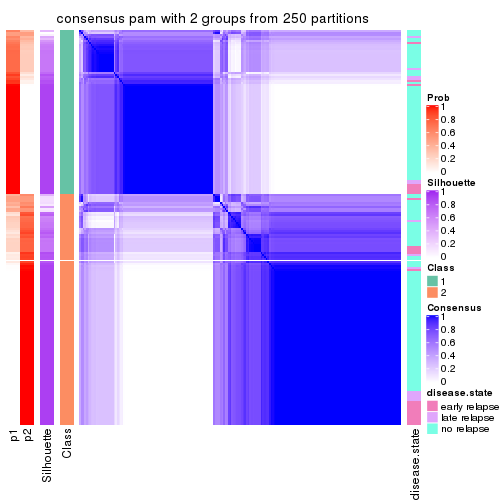 consensus pam with 2 groups from 250 partitions
Prob
1
0.8
0.6
0.4
0.2
0
Silhouette
1
0.8
0.6
0.4
0.2
0
Class
1
2
Consensus
1
0.8
0.6
0.4
0.2
0
disease.state
early relapse
late relapse
no relapse
p1
p2
Silhouette
Class
disease.state